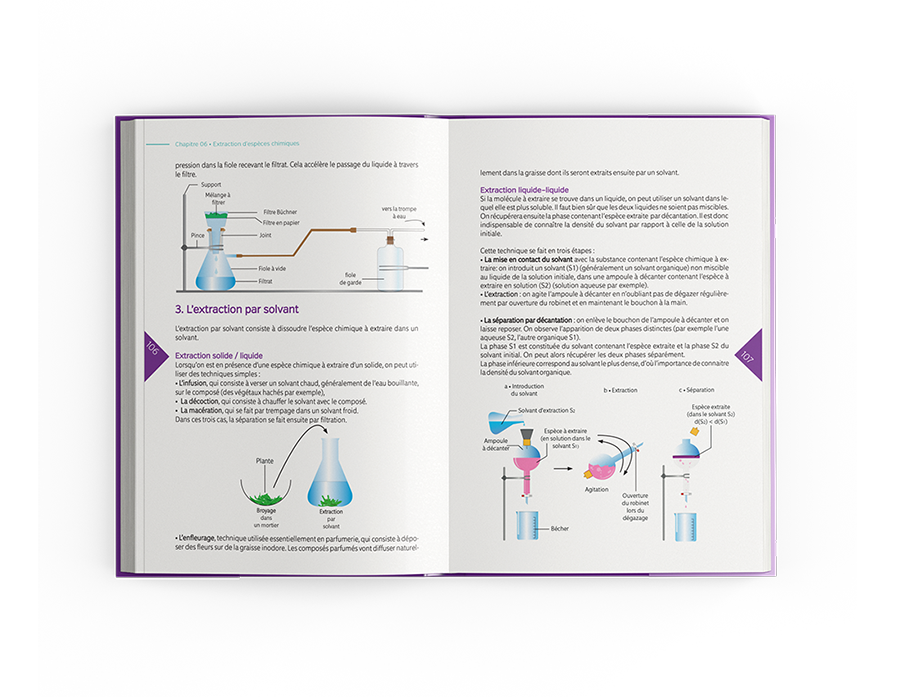 Chapitre 06 • Extraction d'espèces chimiques
pression dans la fiole recevant le filtrat. Cela accélère le passage du liquide à travers
le filtre.
Support
Mélange à
filtrer
Filtre Büchner
Filtre en papier
vers la trompe
à eau
Pince
Joint
Fiole à vide
Filtrat
fiole
de garde
3. L'extraction par solvant
L'extraction par solvant consiste à dissoudre l'espèce chimique à extraire dans un
solvant.
106
Extraction solide / liquide
Lorsqu'on est en présence d'une espèce chimique à extraire d'un solide, on peut uti-
liser des techniques simples :
• L'infusion, qui consiste à verser un solvant chaud, généralement de l'eau bouillante,
sur le composé (des végétaux hachés par exemple),
• La décoction, qui consiste à chauffer le solvant avec le composé.
• La macération, qui se fait par trempage dans un solvant froid.
Dans ces trois cas, la séparation se fait ensuite par filtration.
Plante
Broyage
dans
un mortier
Extraction
par
solvant
• L'enfleurage, technique utilisée essentiellement en parfumerie, qui consiste à dépo-
ser des fleurs sur de la graisse inodore. Les composés parfumés vont diffuser naturel-
lement dans la graisse dont ils seront extraits ensuite par un solvant.
Extraction liquide-liquide
Si la molécule à extraire se trouve dans un liquide, on peut utiliser un solvant dans le-
quel elle est plus soluble. Il faut bien sûr que les deux liquides ne soient pas miscibles.
On récupérera ensuite la phase contenant l'espèce extraite par décantation. Il est donc
indispensable de connaître la densité du solvant par rapport à celle de la solution
initiale.
Cette technique se fait en trois étapes :
• La mise en contact du solvant avec la substance contenant l'espèce chimique à ex-
traire: on introduit un solvant (S1) (généralement un solvant organique) non miscible
au liquide de la solution initiale, dans une ampoule à décanter contenant l'espèce à
extraire en solution (S2) (solution aqueuse par exemple).
• L'extraction : on agite l'ampoule à décanter en n'oubliant pas de dégazer régulière-
ment par ouverture du robinet et en maintenant le bouchon à la main.
• La séparation par décantation : on enlève le bouchon de l'ampoule à décanter et on
laisse reposer. On observe l'apparition de deux phases distinctes (par exemple l'une
aqueuse S2, l'autre organique S1).
La phase S1 est constituée du solvant contenant l'espèce extraite et la phase S2 du
solvant initial. On peut alors récupérer les deux phases séparément.
La phase inférieure correspond au solvant le plus dense, d'où l'importance de connaitre
la densité du solvant organique.
107
a • Introduction
du solvant
b • Extraction
c • Séparation
Solvant d'extraction S2
Ampoule
à décanter
Espèce à extraire
(en solution dans le
solvant S1)
Espèce extraite
(dans le solvant S2)
d(S2) < d(S1)
Agitation
Ouverture
du robinet
lors du
dégazage
Bécher